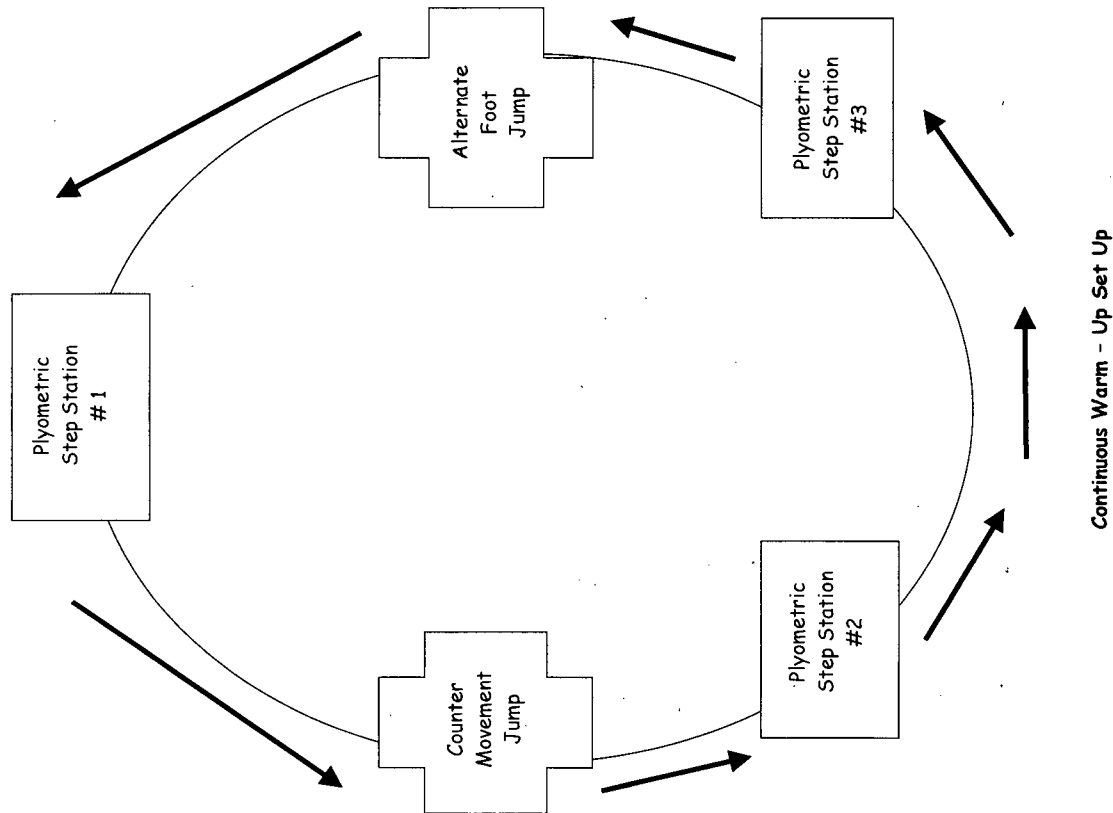 Plyometric
Step Station
# 1
Counter
Movement
Jump
Plyometric
Step Station
#2
Plyometric
Step Station
#3
Alternate
Foot
Jump
Continuous Warm - Up Set Up